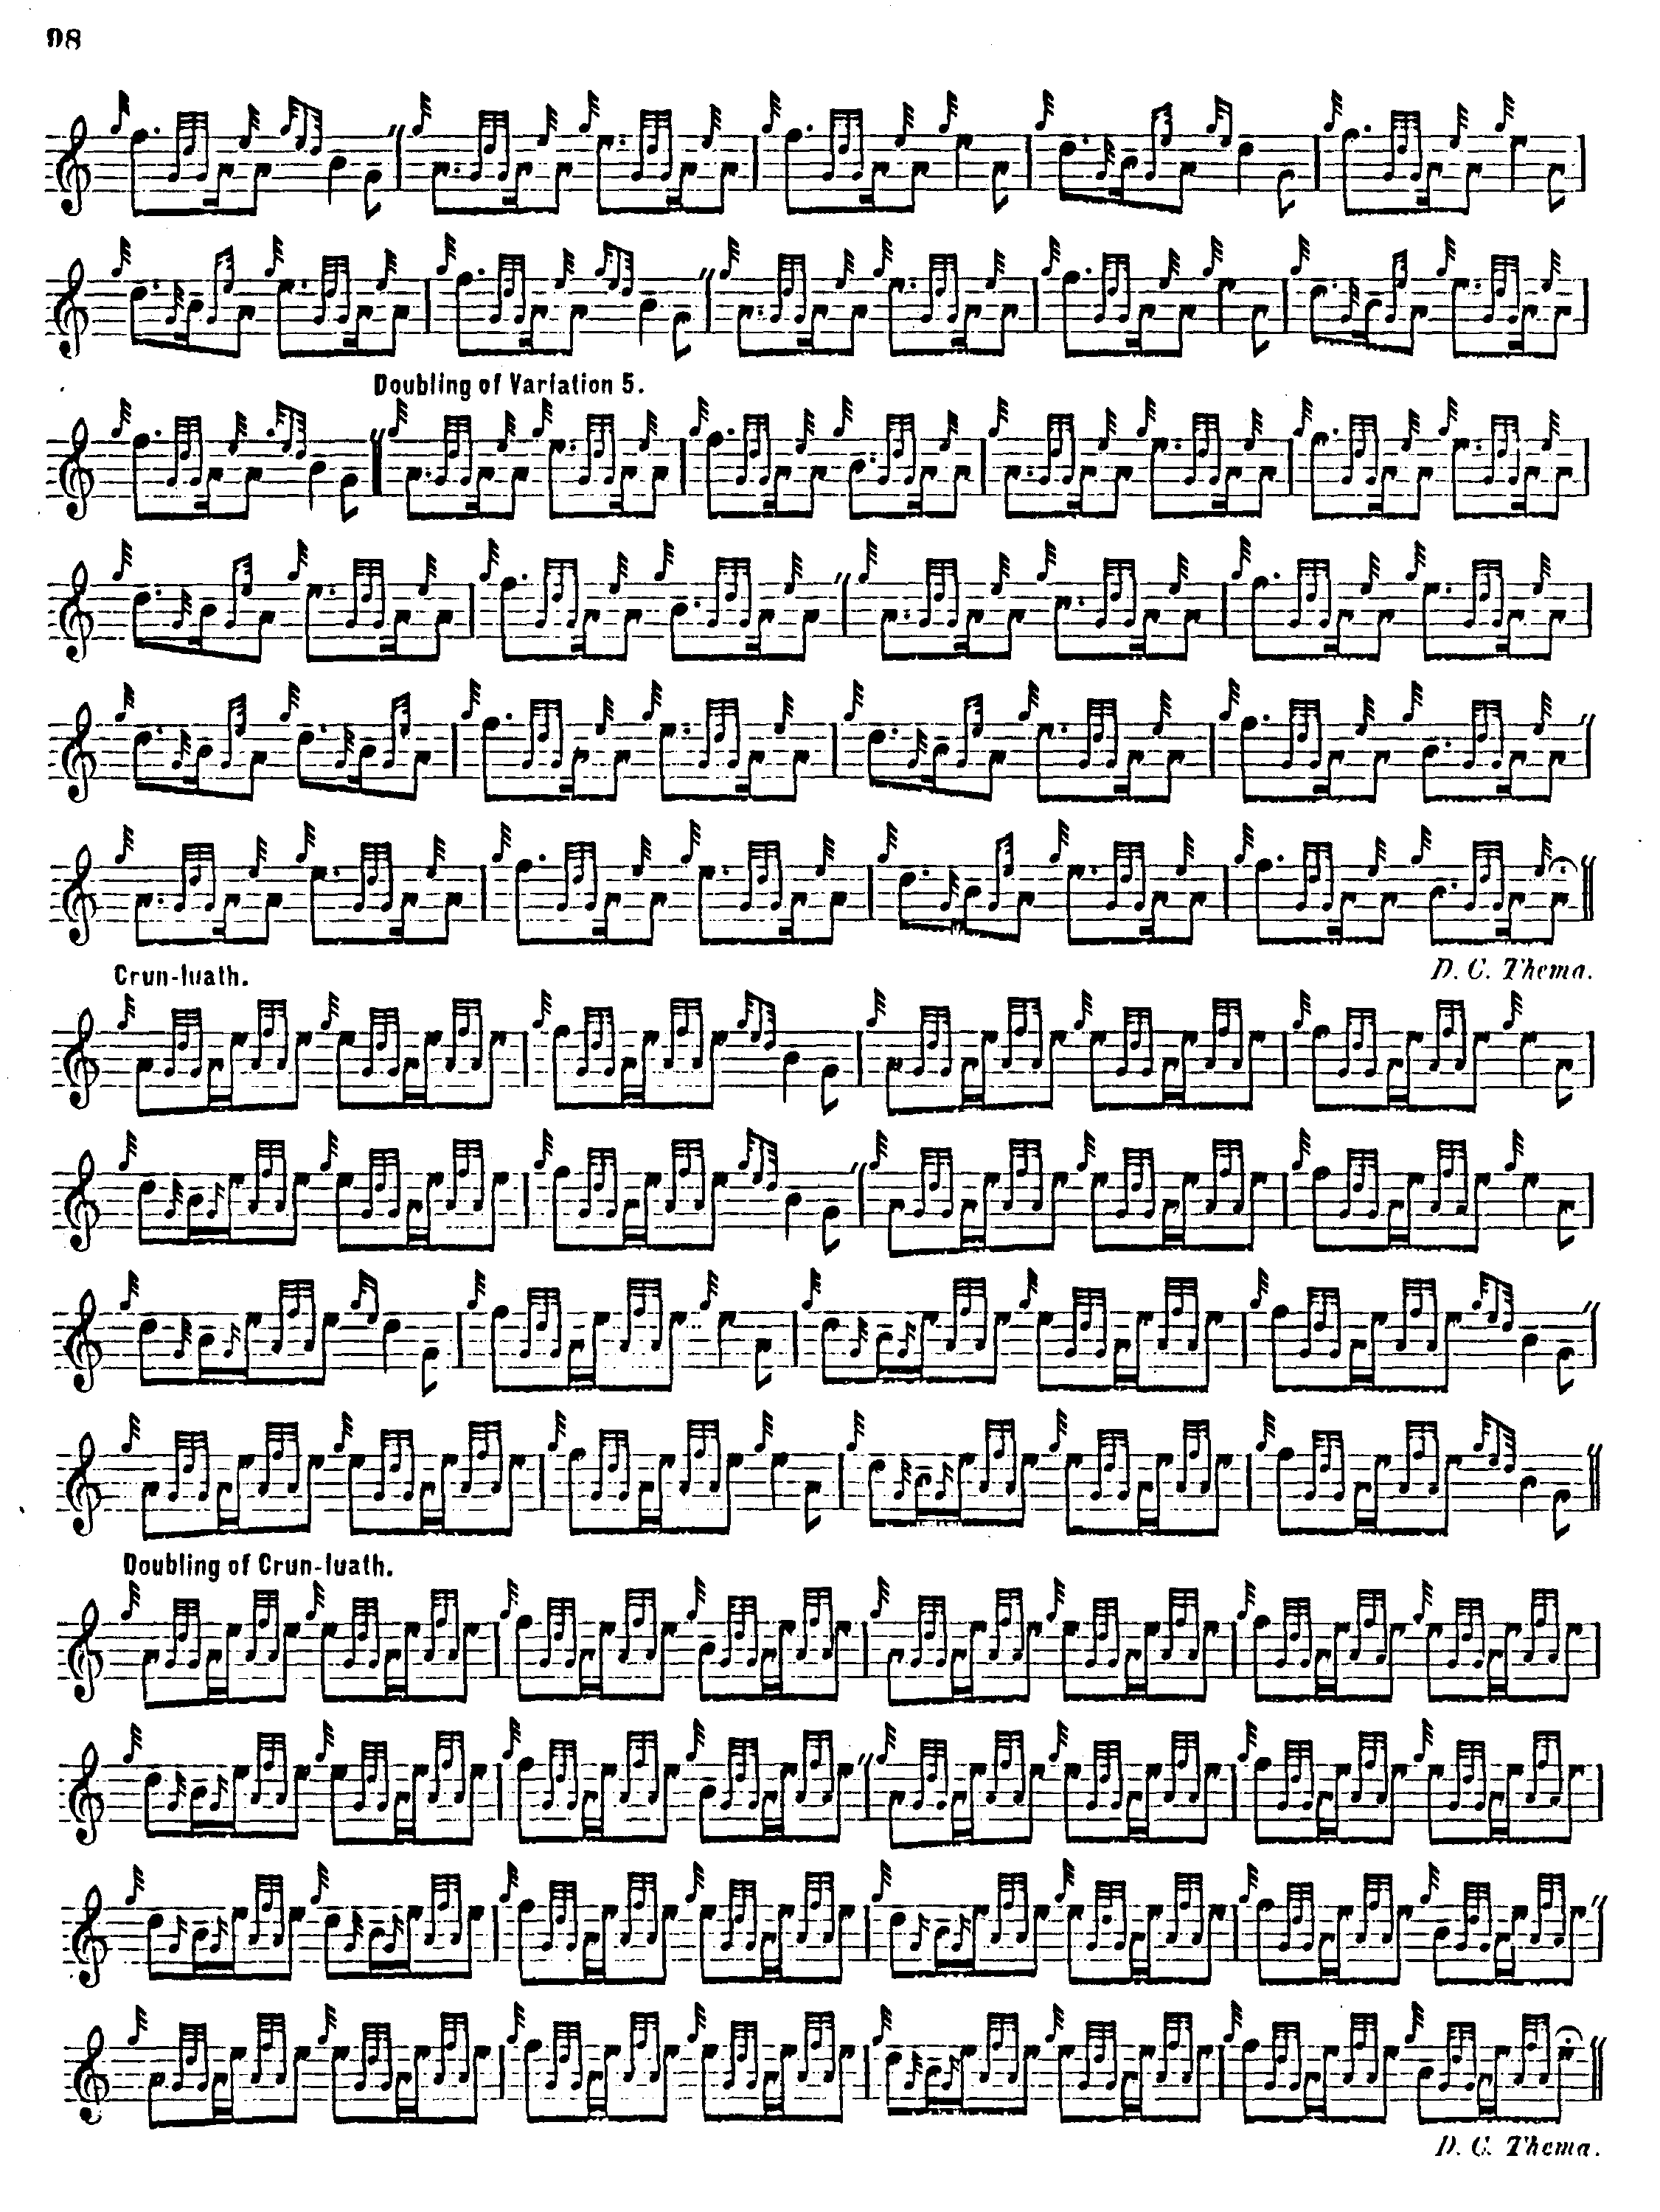 98
Doubling of Variation 5.
D. C. Thema.
Crun-luath.
Doubling of Crun-luath.
D. C. Thema.